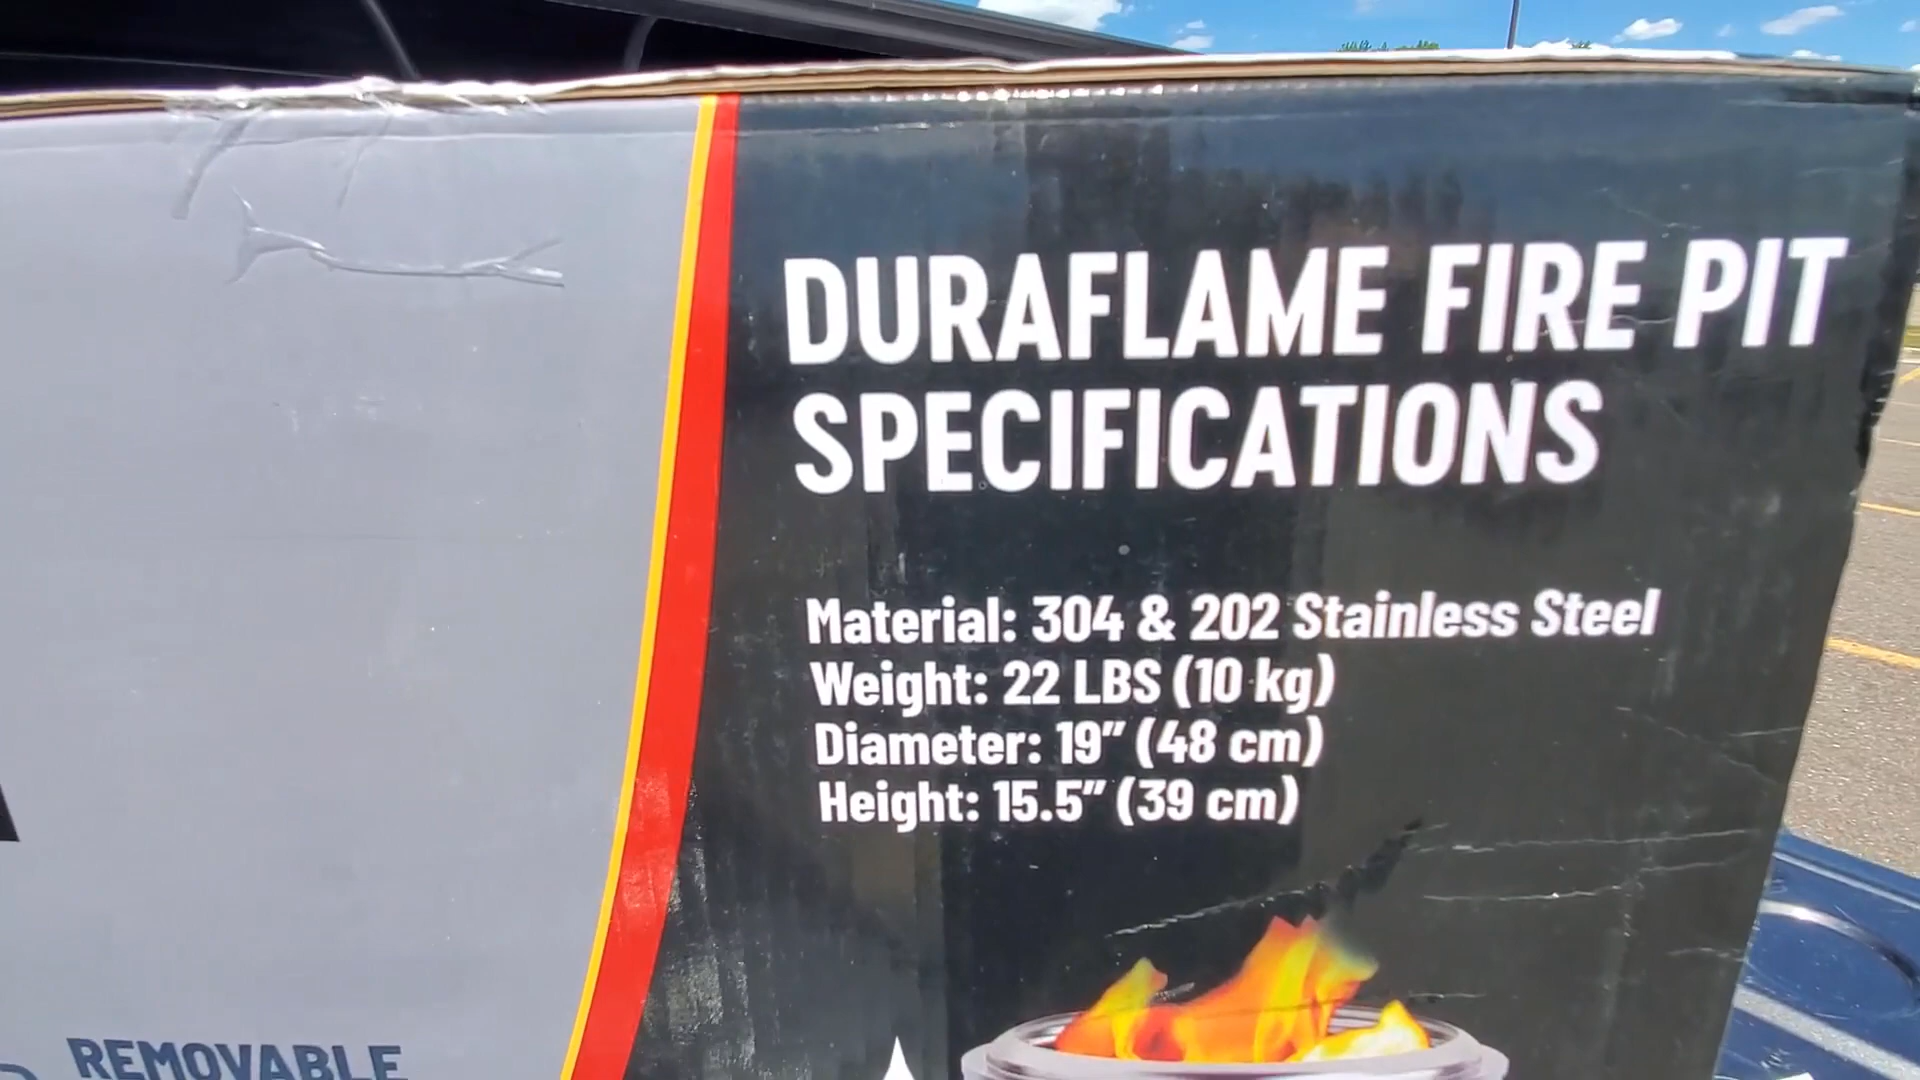 DURAFLAME FIRE PIT
SPECIFICATIONS
Material: 304 & 202 Stainless Steel
Weight: 22 LBS (10 kg)
Diameter: 19” (48 cm)
Height: 15.5” (39 cm)
REMOVABLE